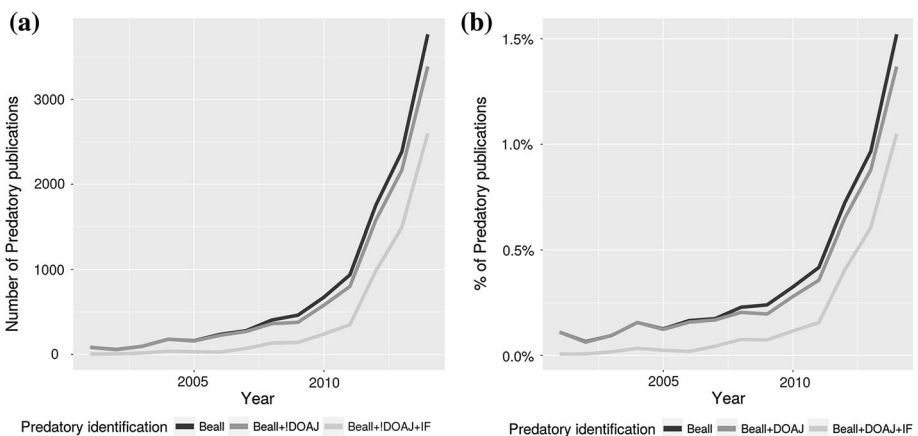 (a)
Number of Predatory publications
3000
2000
1000
0
2005
2010
Year
Predatory identification Beall Beall+!DOAJ Beall+!DOAJ+IF
(b)
% of Predatory publications
1.5%
1.0%
0.5%
0.0%
2005
2010
Year
Predatory identification Beall Beall+DOAJ Beall+DOAJ+IF